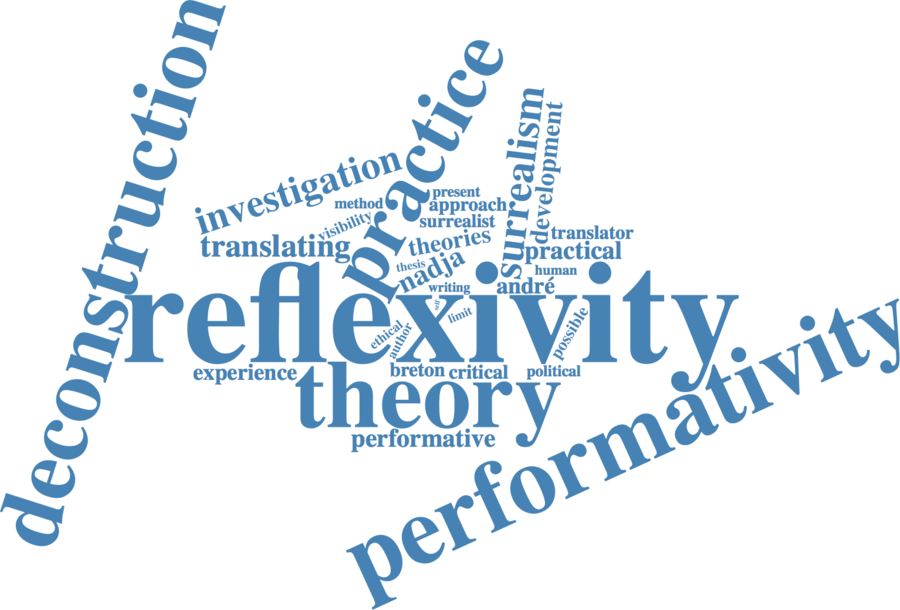 deconstruction
practice
surrealism
development
investigation
method
present
approach
visibility
surrealist
translating
theories
translator
practical
thesis
nadja
human
writing
andré
reflexivity
self
limit
ethical
author
possible
experience
breton
critical
political
theory
performative
performativity